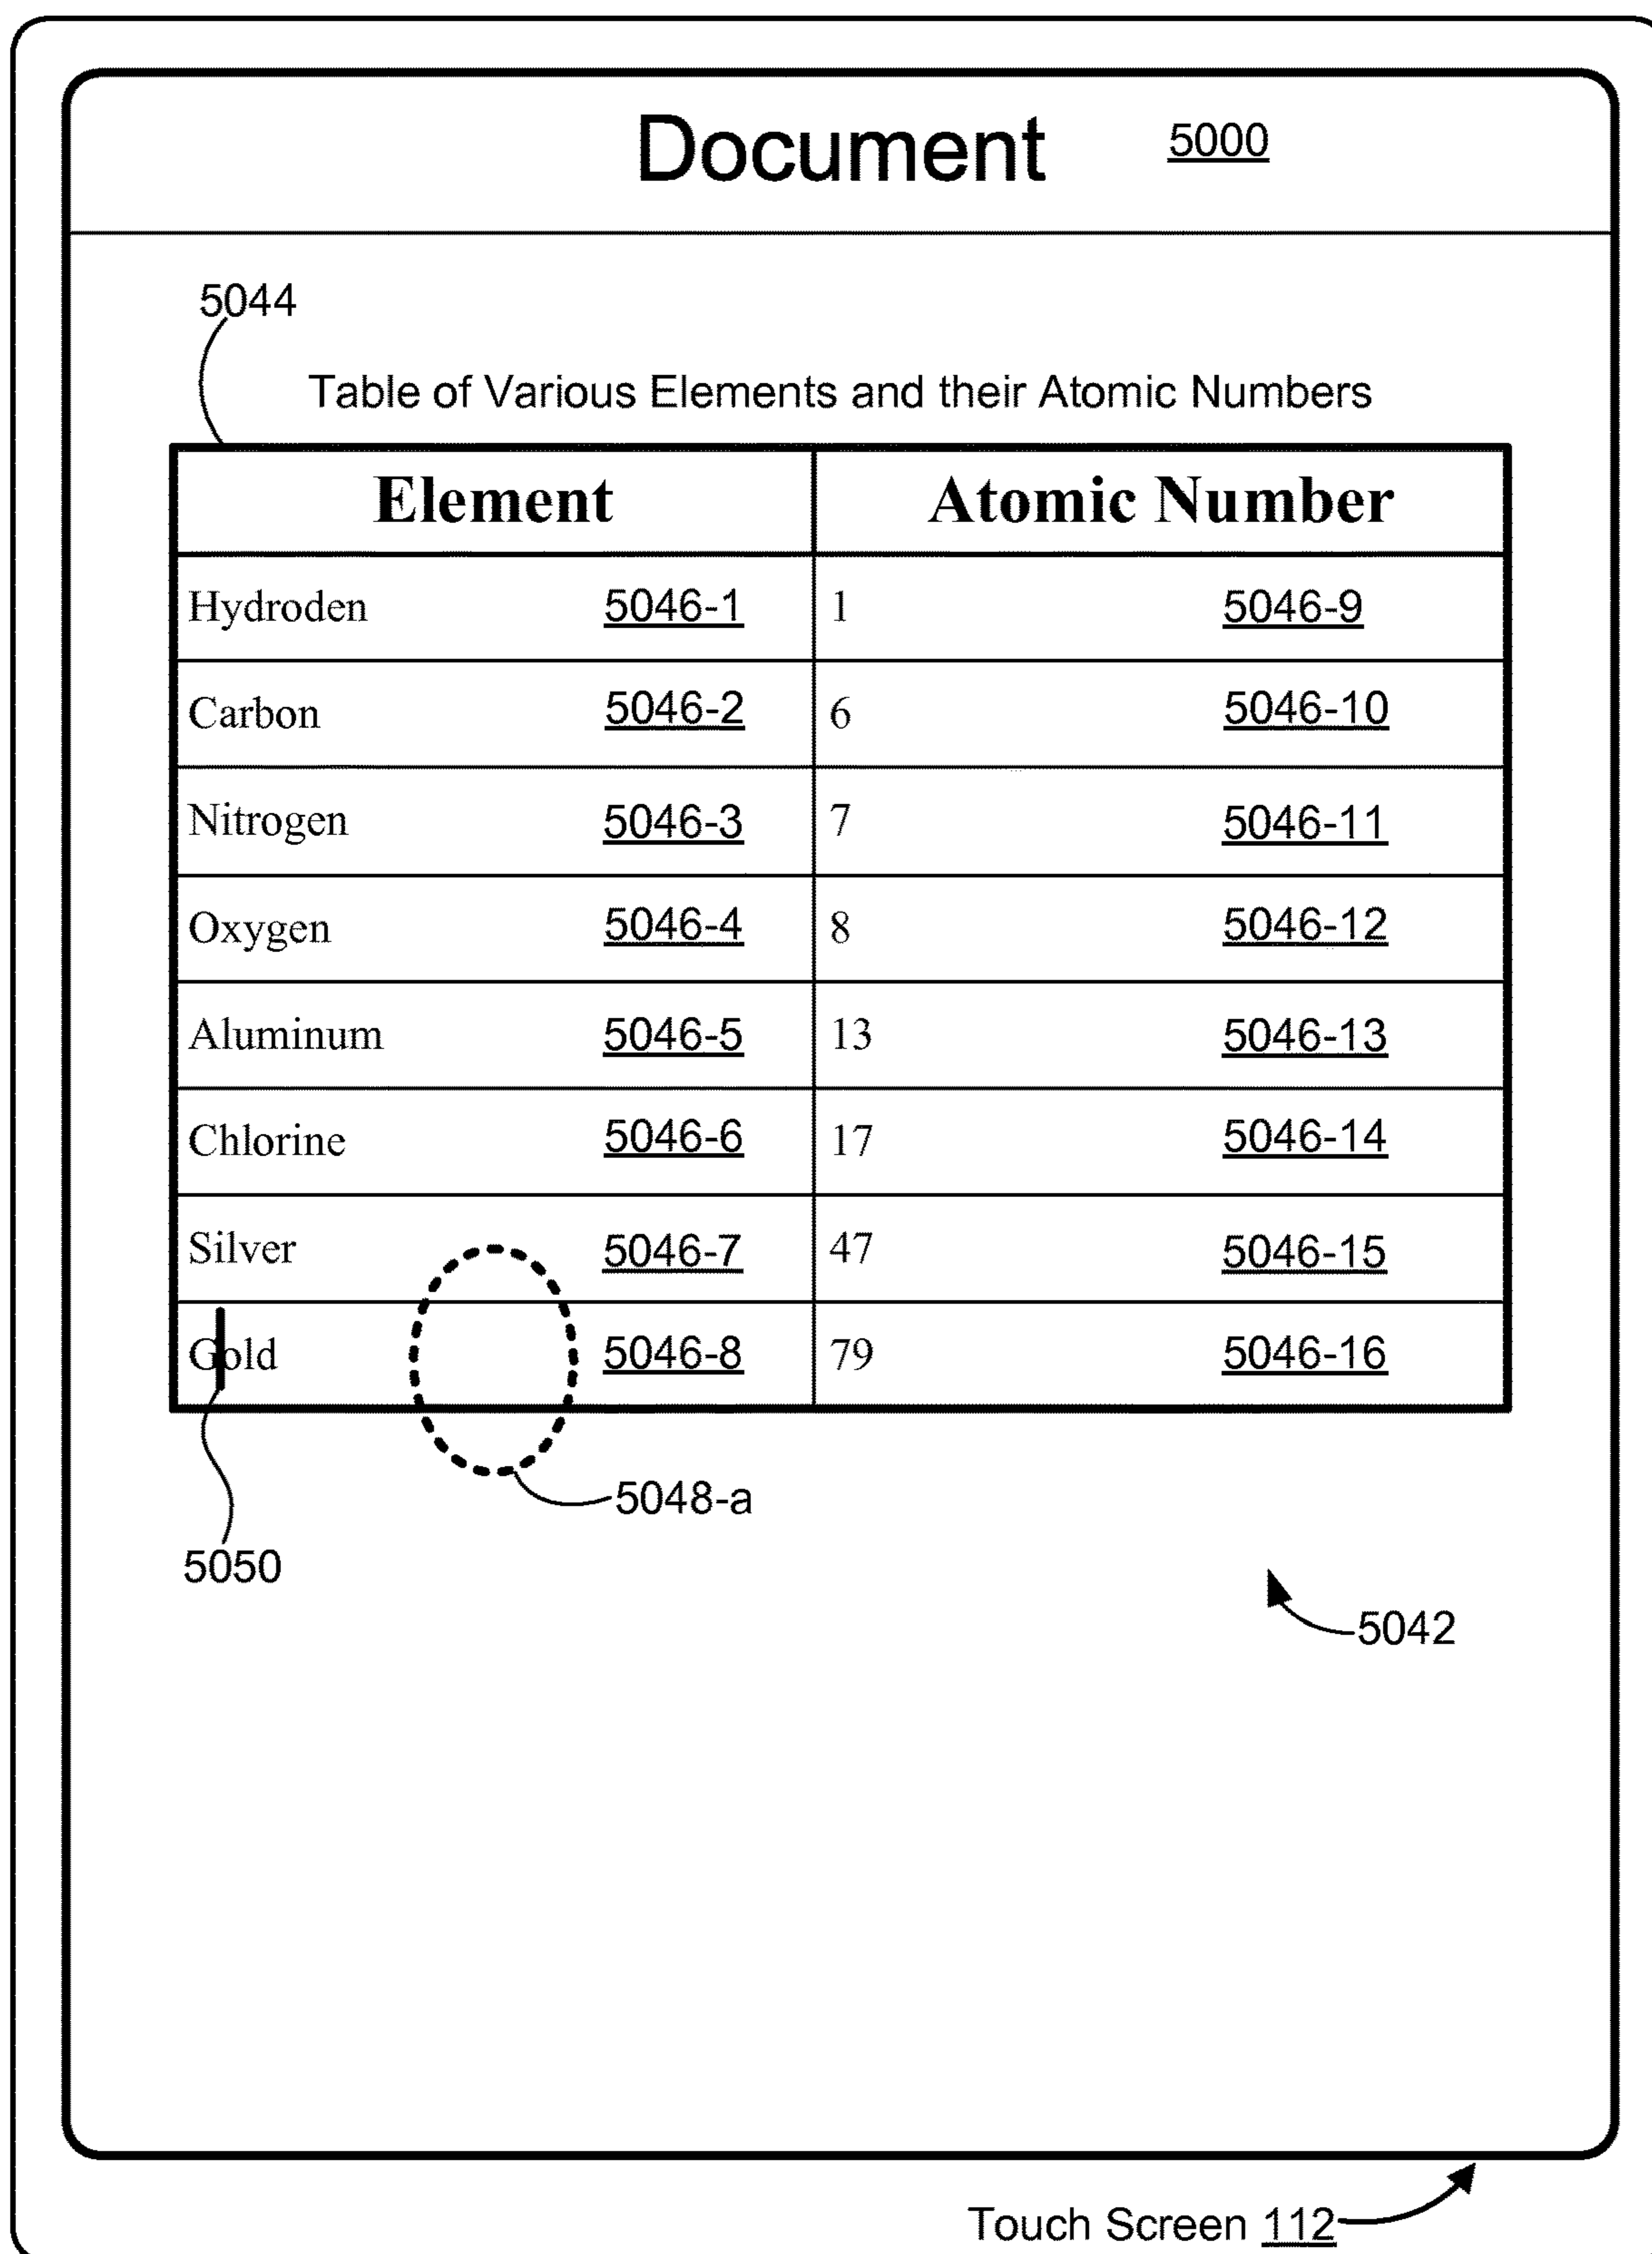 Document 5000
5044
Table of Various Elements and their Atomic Numbers
Element Atomic Number
Hydroden 5046-1 1 5046-9
Carbon 5046-2 6 5046-10
Nitrogen 5046-3 7 5046-11
Oxygen 5046-4 8 5046-12
Aluminum 5046-5 13 5046-13
Chlorine 5046-6 17 5046-14
Silver 5046-7 47 5046-15
Gold 5046-8 79 5046-16
5048-a
5050
5042
Touch Screen 112